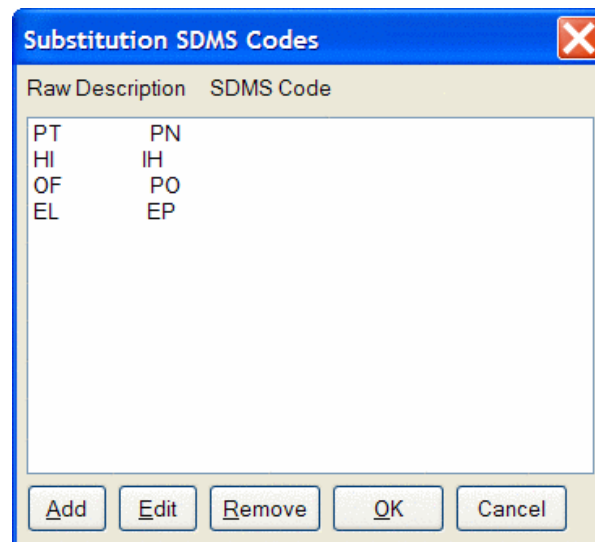 Substitution SDMS Codes
Raw Description SDMS Code
PT PN
HI IH
OF PO
EL EP
Add Edit Remove OK Cancel